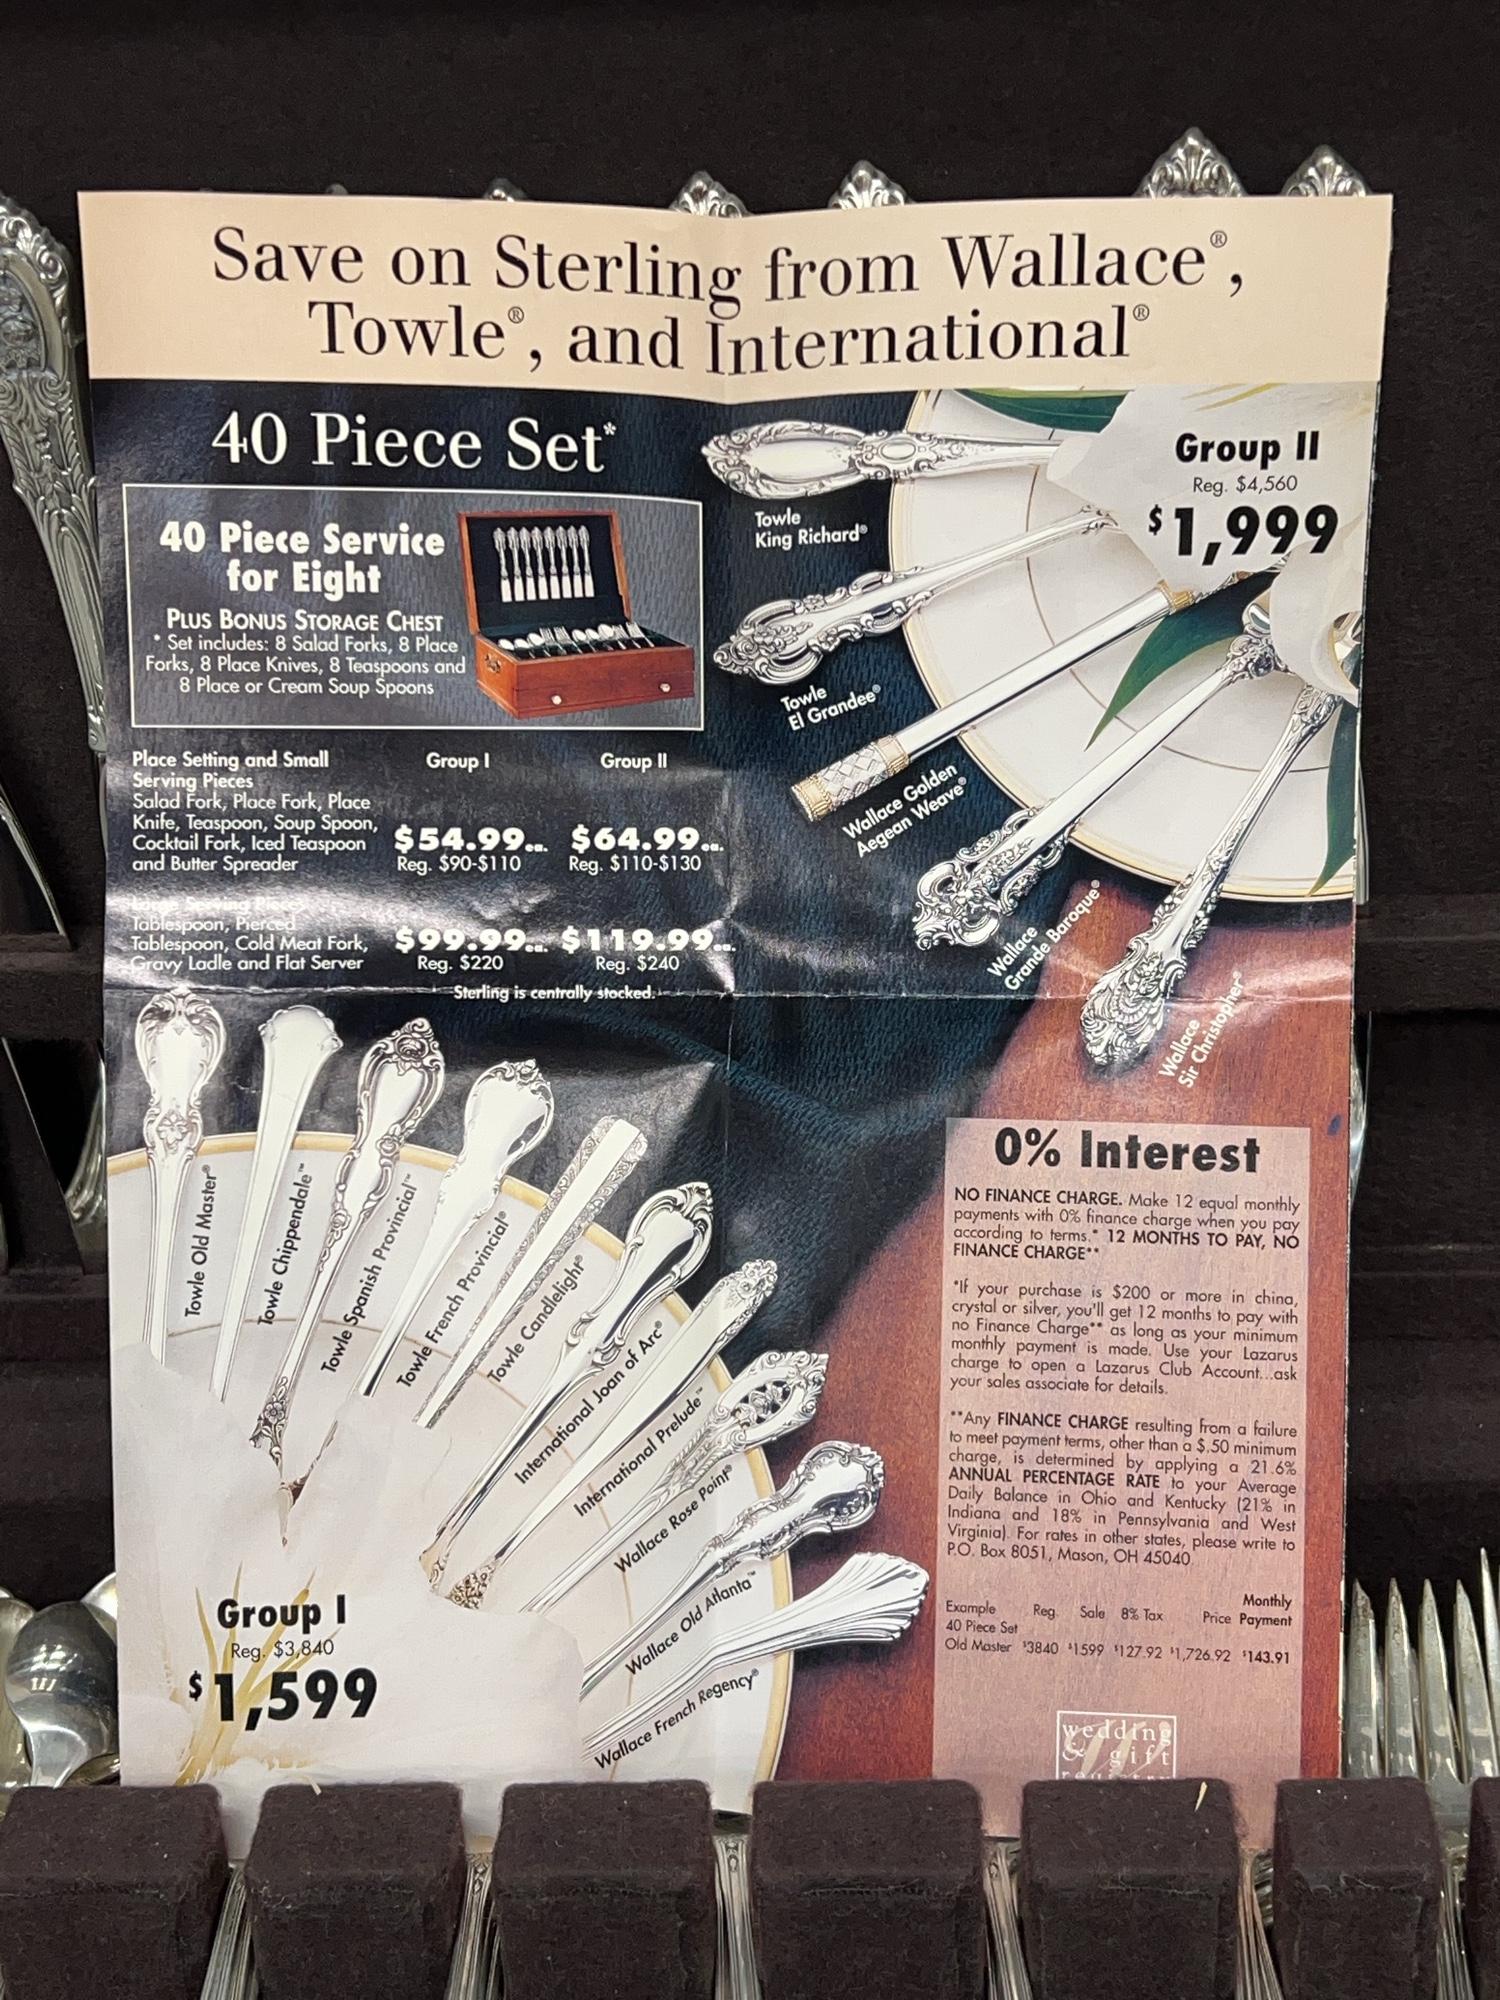 Save on Sterling from Wallace®,
Towle®, and International®
40 Piece Set*
40 Piece Service
for Eight
PLUS BONUS STORAGE CHEST
* Set includes: 8 Salad Forks, 8 Place
Forks, 8 Place Knives, 8 Teaspoons and
8 Place or Cream Soup Spoons
Group II
Reg. $4,560
$1,999
Towle
King Richard®
Towle
El Grandee®
Wallace Golden
Aegean Weave®
Wallace
Grande Baroque®
Wallace
Sir Christopher®
Place Setting and Small
Serving Pieces
Group I
Group II
Salad Fork, Place Fork, Place
Knife, Teaspoon, Soup Spoon,
Cocktail Fork, Iced Teaspoon
and Butter Spreader
$54.99ea.
Reg. $90-$110
$64.99ea.
Reg. $110-$130
Large Serving Pieces
Tablespoon, Pierced
Tablespoon, Cold Meat Fork,
Gravy Ladle and Flat Server
$99.99ea.
Reg. $220
$119.99ea.
Reg. $240
Sterling is centrally stocked.
Towle Old Master®
Towle Chippendale™
Towle Spanish Provincial™
Towle French Provincial®
Towle Candlelight®
International Joan of Arc®
International Prelude™
Wallace Rose Point®
Wallace Old Atlanta™
Wallace French Regency®
Group I
Reg. $3,840
$1,599
0% Interest
NO FINANCE CHARGE. Make 12 equal monthly
payments with 0% finance charge when you pay
according to terms.* 12 MONTHS TO PAY, NO
FINANCE CHARGE**
*If your purchase is $200 or more in china,
crystal or silver, you'll get 12 months to pay with
no Finance Charge** as long as your minimum
monthly payment is made. Use your Lazarus
charge to open a Lazarus Club Account...ask
your sales associate for details.
**Any FINANCE CHARGE resulting from a failure
to meet payment terms, other than a $.50 minimum
charge, is determined by applying a 21.6%
ANNUAL PERCENTAGE RATE to your Average
Daily Balance in Ohio and Kentucky (21% in
Indiana and 18% in Pennsylvania and West
Virginia). For rates in other states, please write to
P.O. Box 8051, Mason, OH 45040.
Example Reg. Sale 8% Tax Price Monthly Payment
40 Piece Set
Old Master $3840 $1599 $127.92 $1,726.92 $143.91
wedding
& gift
registry